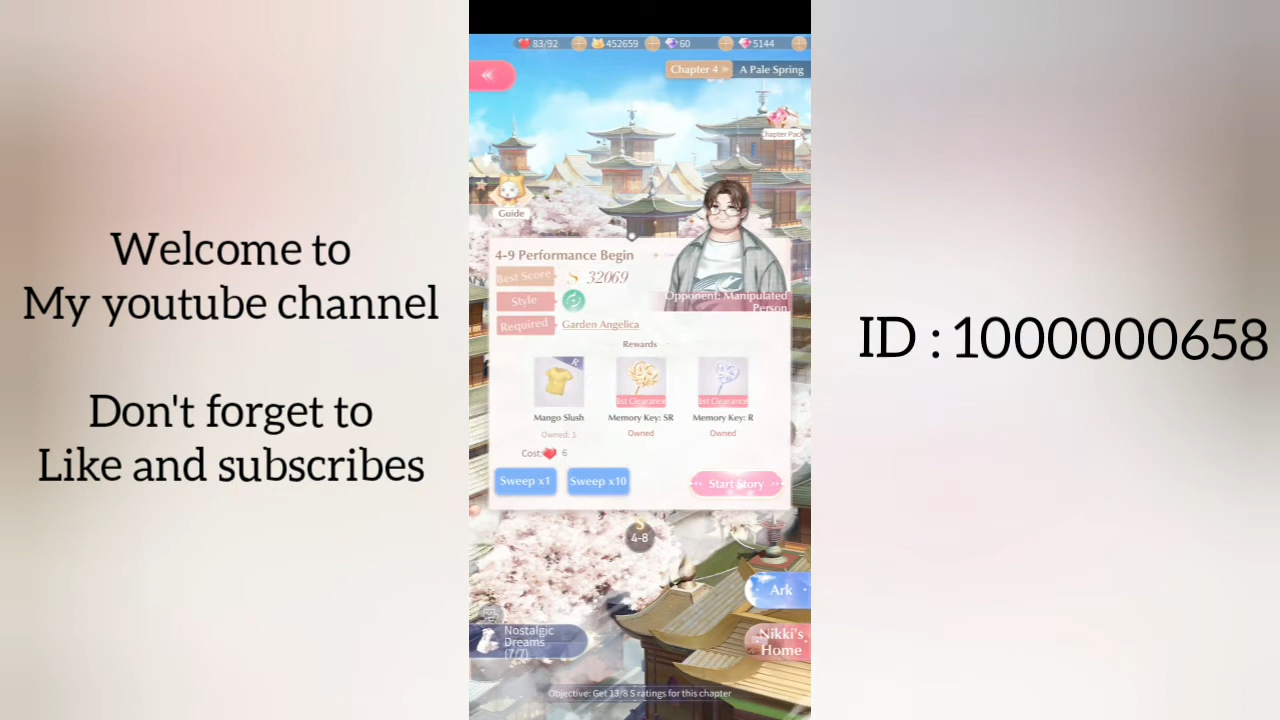 Welcome to
My youtube channel
Don't forget to
Like and subscribes
83/92
452659
60
5144
Chapter 4
A Pale Spring
Chapter Pack
Guide
4-9 Performance Begin
Best Score
S 32069
Style
Opponent: Manipulated
Person
Required
Garden Angelica
Rewards
R
1st Clearance
1st Clearance
Mango Slush
Memory Key: SR
Memory Key: R
Owned: 1
Owned
Owned
Cost: 6
Sweep x1
Sweep x10
Start Story
S
4-8
Ark
Nostalgic
Dreams
(7/7)
Nikki's
Home
Objective: Get 13/8 S ratings for this chapter
ID : 1000000658